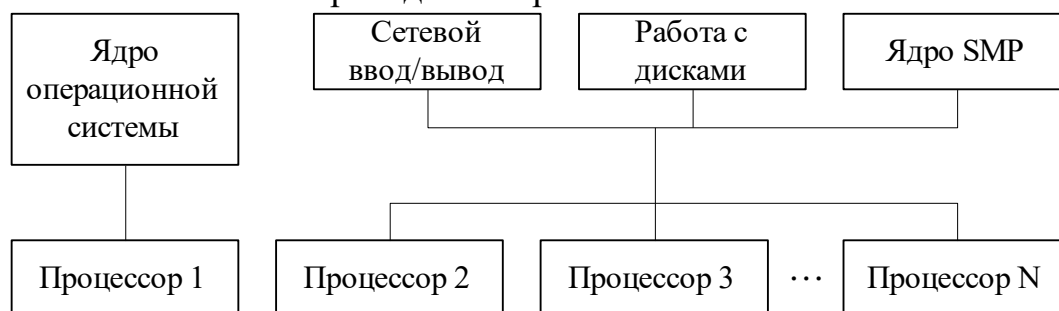 Ядро
операционной
системы
Сетевой
ввод/вывод
Работа с
дисками
Ядро SMP
Процессор 1
Процессор 2
Процессор 3
...
Процессор N